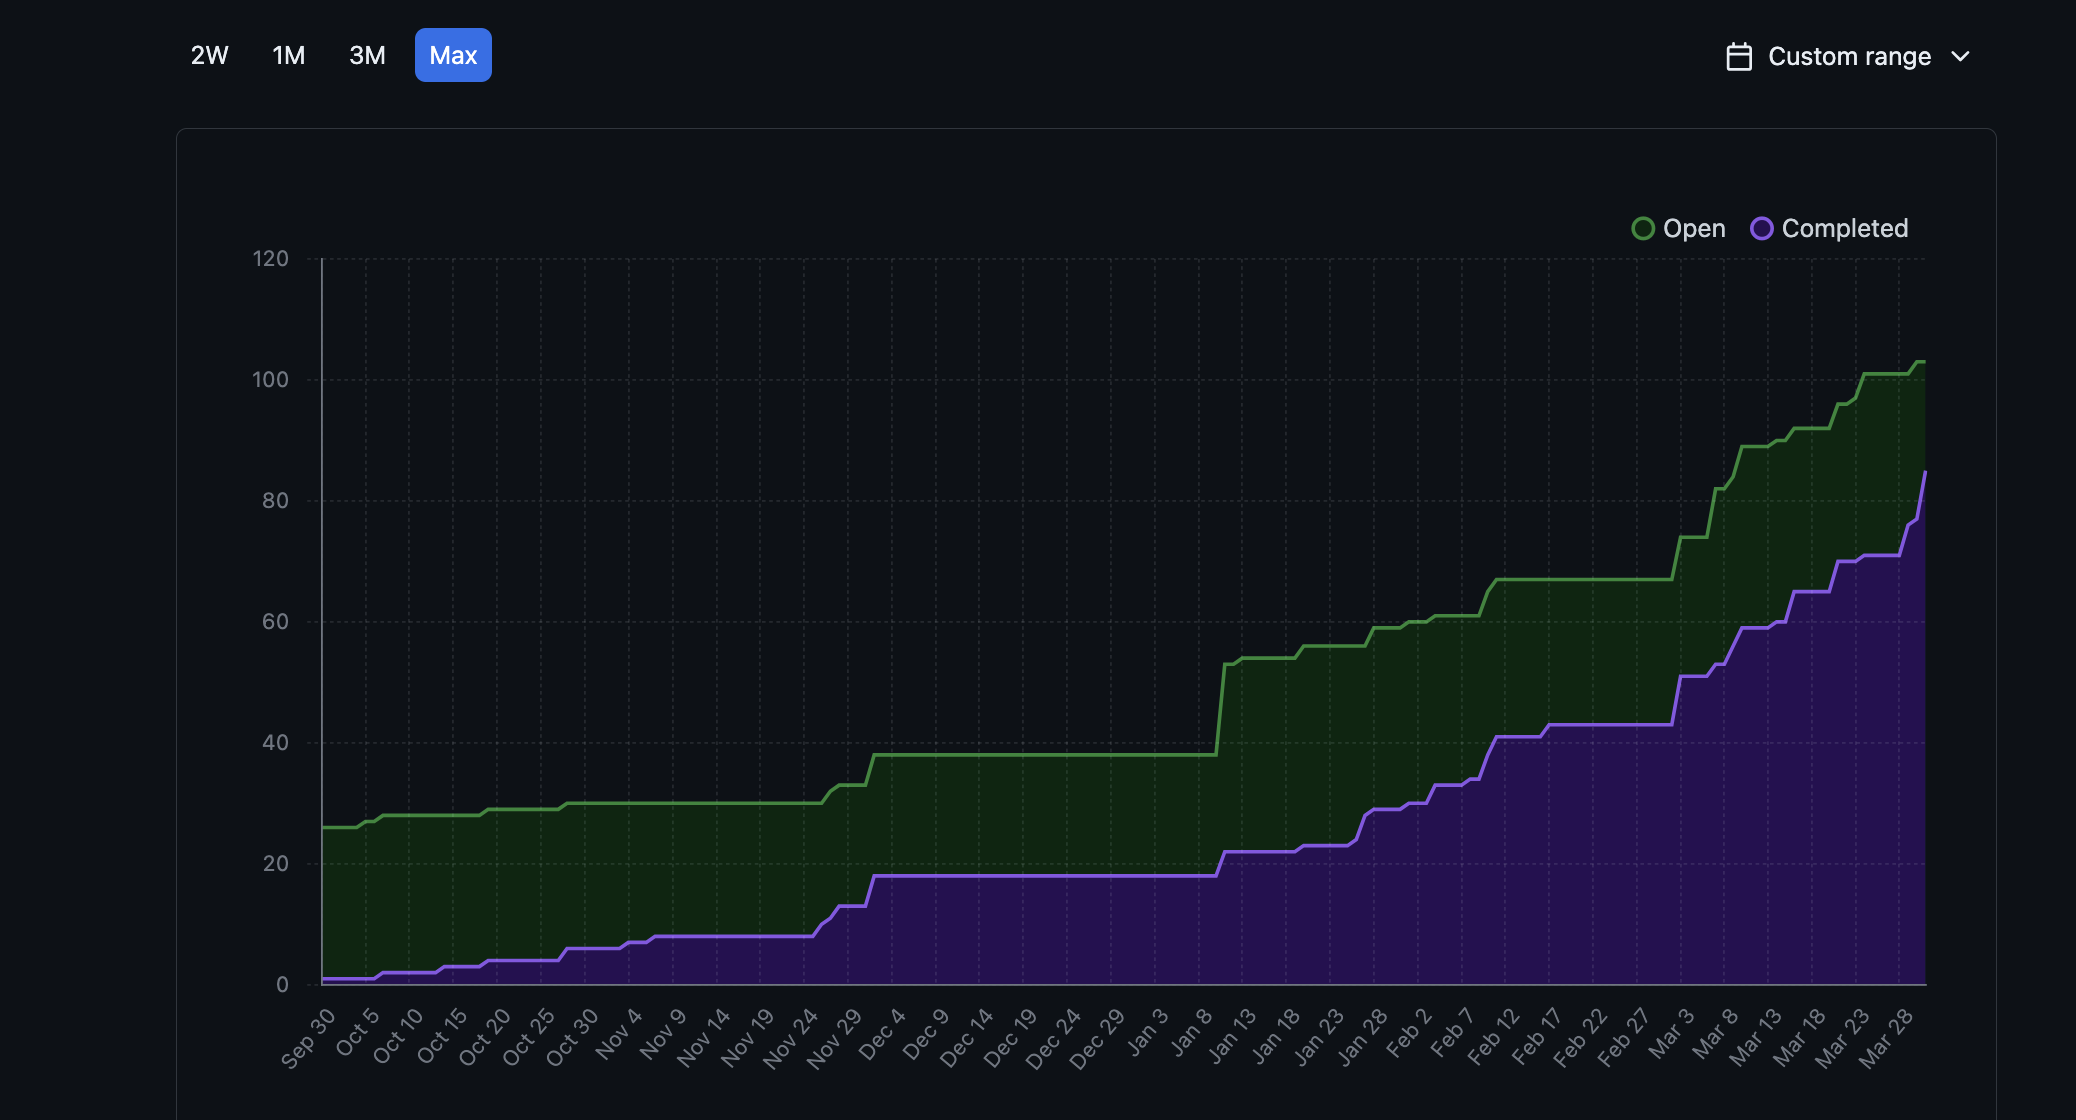 2W 1M 3M Max Custom range
Open Completed
120
100
80
60
40
20
0
Sep 30 Oct 5 Oct 10 Oct 15 Oct 20 Oct 25 Oct 30 Nov 4 Nov 9 Nov 14 Nov 19 Nov 24 Nov 29 Dec 4 Dec 9 Dec 14 Dec 19 Dec 24 Dec 29 Jan 3 Jan 8 Jan 13 Jan 18 Jan 23 Jan 28 Feb 2 Feb 7 Feb 12 Feb 17 Feb 22 Feb 27 Mar 3 Mar 8 Mar 13 Mar 18 Mar 23 Mar 28